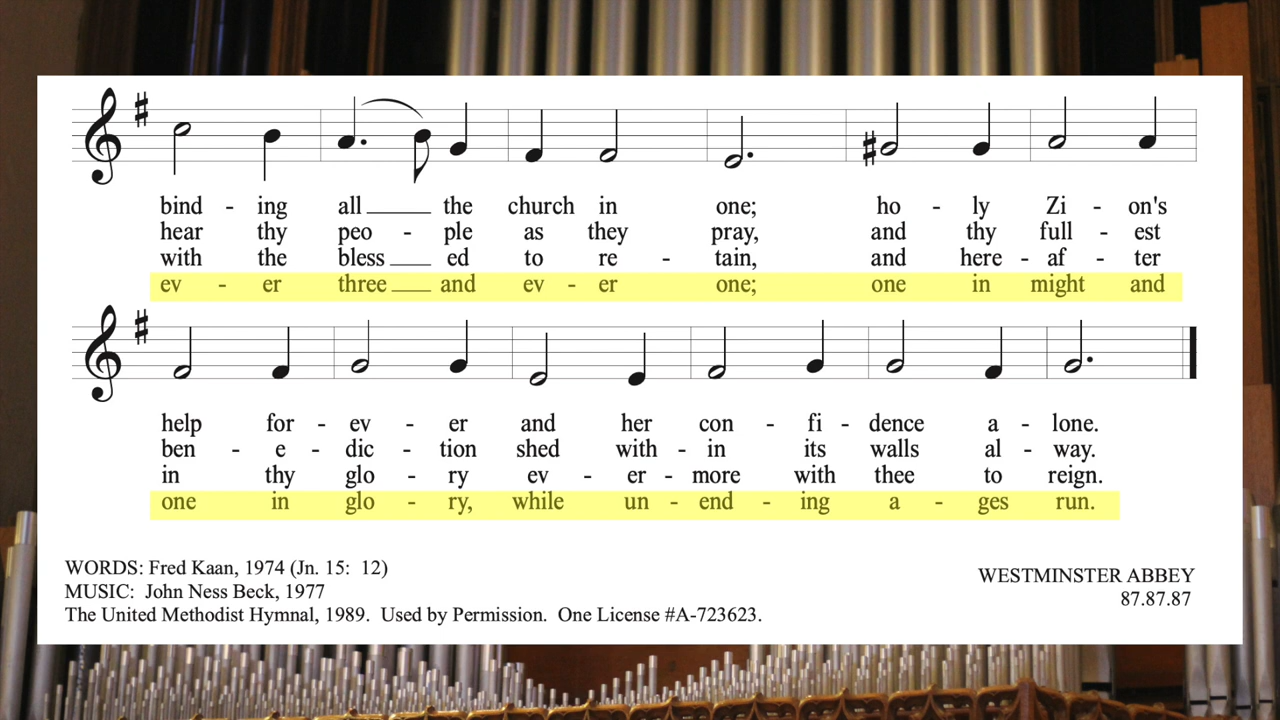 bind - ing all the church in one; ho - ly Zi - on's
hear thy peo - ple as they pray, and thy full - est
with the bless ed to re - tain, and here - af - ter
ev - er three and ev - er one; one in might and
help for - ev - er and her con - fi - dence a - lone.
ben - e - dic - tion shed with - in its walls al - way.
in thy glo - ry ev - er - more with thee to reign.
one in glo - ry, while un - end - ing a - ges run.
WORDS: Fred Kaan, 1974 (Jn. 15: 12)
MUSIC: John Ness Beck, 1977
The United Methodist Hymnal, 1989. Used by Permission. One License #A-723623.
WESTMINSTER ABBEY
87.87.87